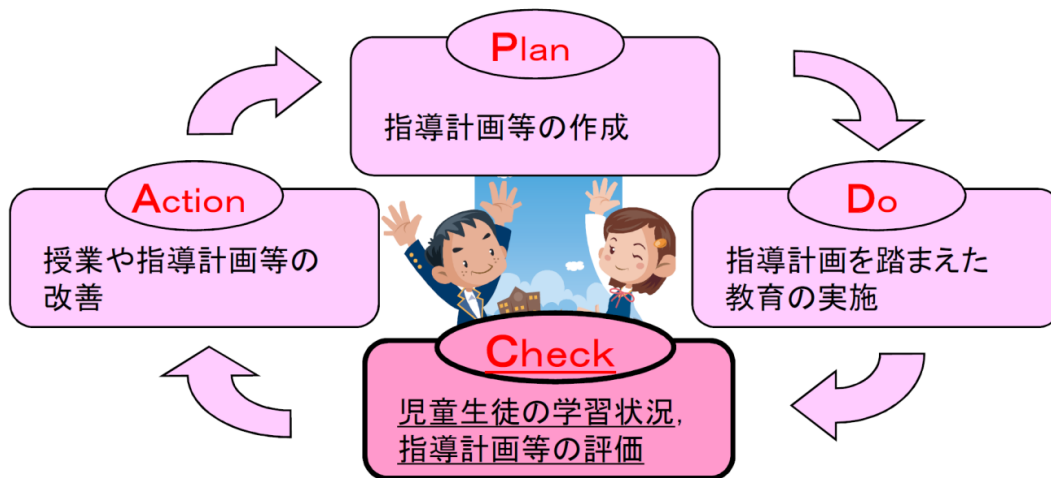 Plan
指導計画等の作成
Do
指導計画を踏まえた
教育の実施
Check
児童生徒の学習状況,
指導計画等の評価
Action
授業や指導計画等の
改善